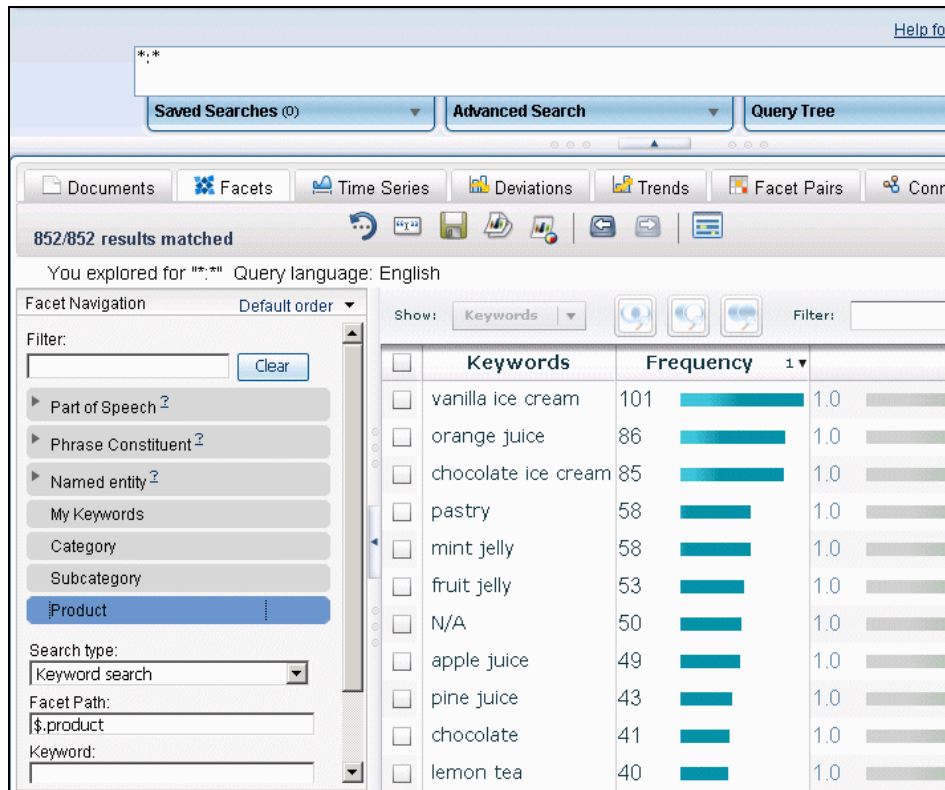 Help fo
*:*
Saved Searches (0) Advanced Search Query Tree
Documents Facets Time Series Deviations Trends Facet Pairs Conn
852/852 results matched
You explored for "*:*" Query language: English
Facet Navigation Default order
Filter:
Clear
Part of Speech ?
Phrase Constituent ?
Named entity ?
My Keywords
Category
Subcategory
Product
Search type:
Keyword search
Facet Path:
$.product
Keyword:
Show: Keywords Filter:
Keywords Frequency 1
vanilla ice cream 101 1.0
orange juice 86 1.0
chocolate ice cream 85 1.0
pastry 58 1.0
mint jelly 58 1.0
fruit jelly 53 1.0
N/A 50 1.0
apple juice 49 1.0
pine juice 43 1.0
chocolate 41 1.0
lemon tea 40 1.0